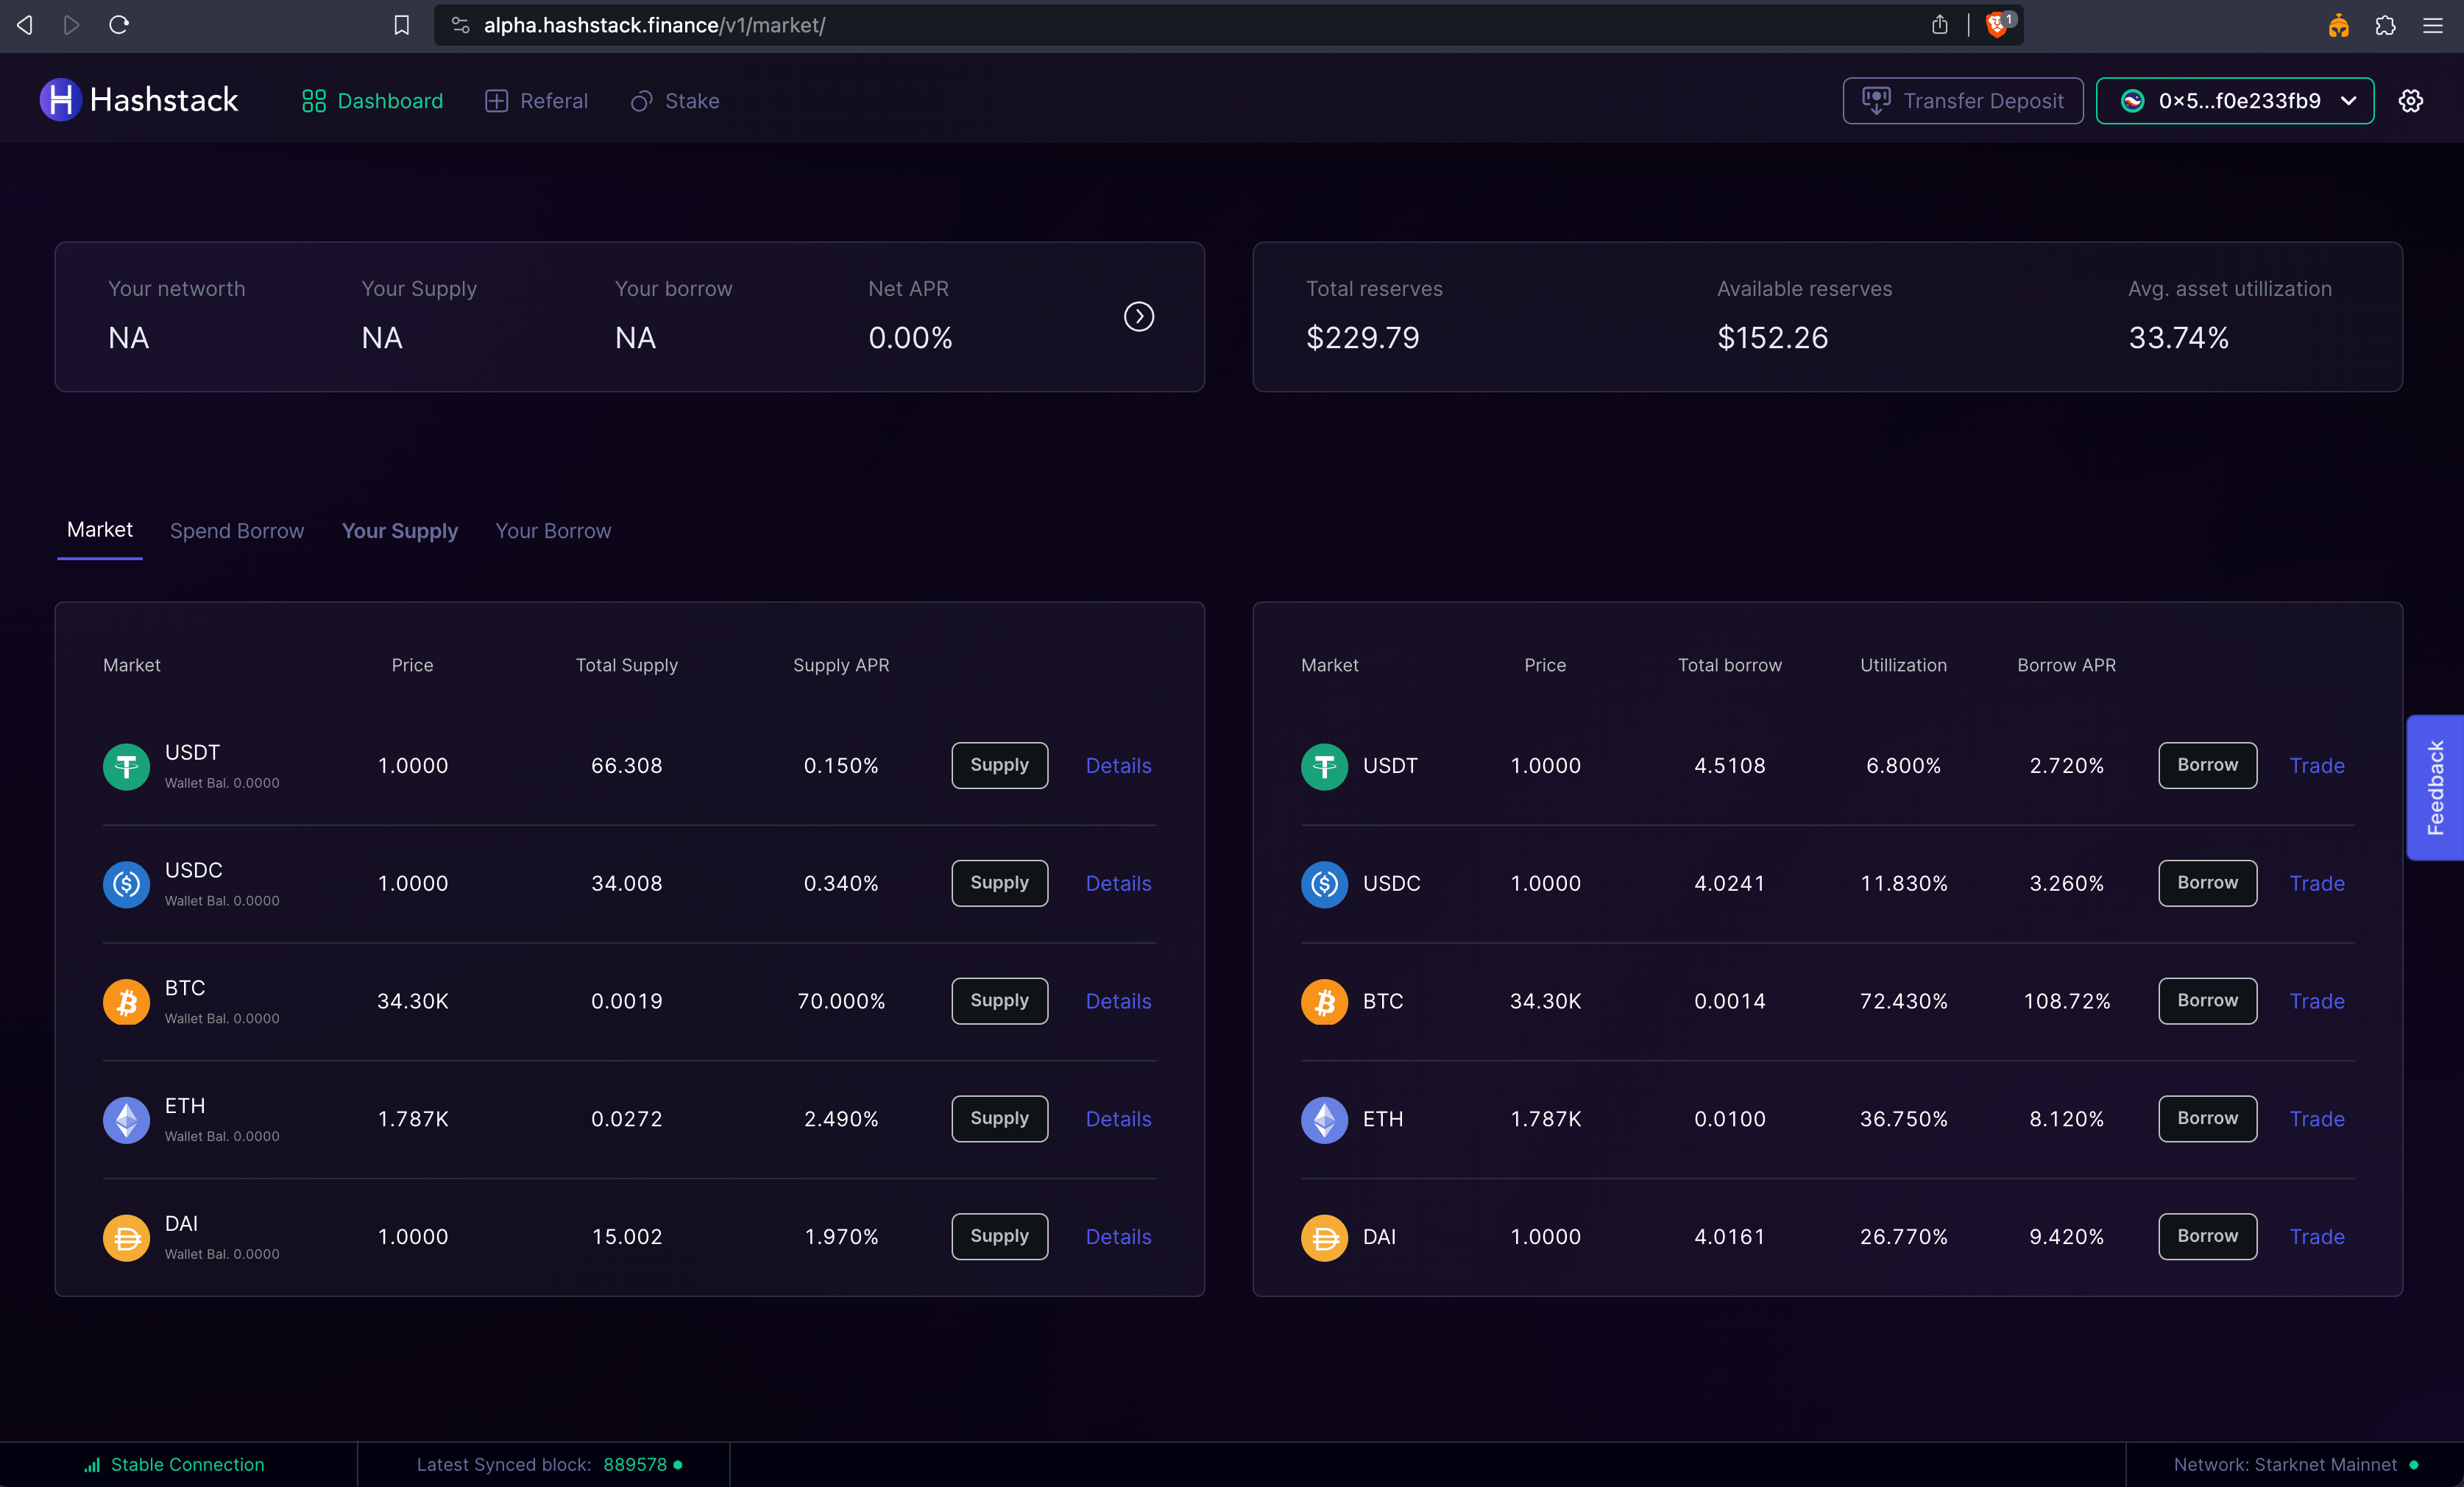 alpha.hashstack.finance/v1/market/
1
Hashstack
Dashboard
Referal
Stake
Transfer Deposit
0x5...f0e233fb9
Your networth
Your Supply
Your borrow
Net APR
NA
NA
NA
0.00%
Total reserves
Available reserves
Avg. asset utillization
$229.79
$152.26
33.74%
Market
Spend Borrow
Your Supply
Your Borrow
Market Price Total Supply Supply APR
USDT
Wallet Bal. 0.0000
1.0000 66.308 0.150% Supply Details
USDC
Wallet Bal. 0.0000
1.0000 34.008 0.340% Supply Details
BTC
Wallet Bal. 0.0000
34.30K 0.0019 70.000% Supply Details
ETH
Wallet Bal. 0.0000
1.787K 0.0272 2.490% Supply Details
DAI
Wallet Bal. 0.0000
1.0000 15.002 1.970% Supply Details
Market Price Total borrow Utillization Borrow APR
USDT 1.0000 4.5108 6.800% 2.720% Borrow Trade
USDC 1.0000 4.0241 11.830% 3.260% Borrow Trade
BTC 34.30K 0.0014 72.430% 108.72% Borrow Trade
ETH 1.787K 0.0100 36.750% 8.120% Borrow Trade
DAI 1.0000 4.0161 26.770% 9.420% Borrow Trade
Feedback
Stable Connection
Latest Synced block: 889578
Network: Starknet Mainnet